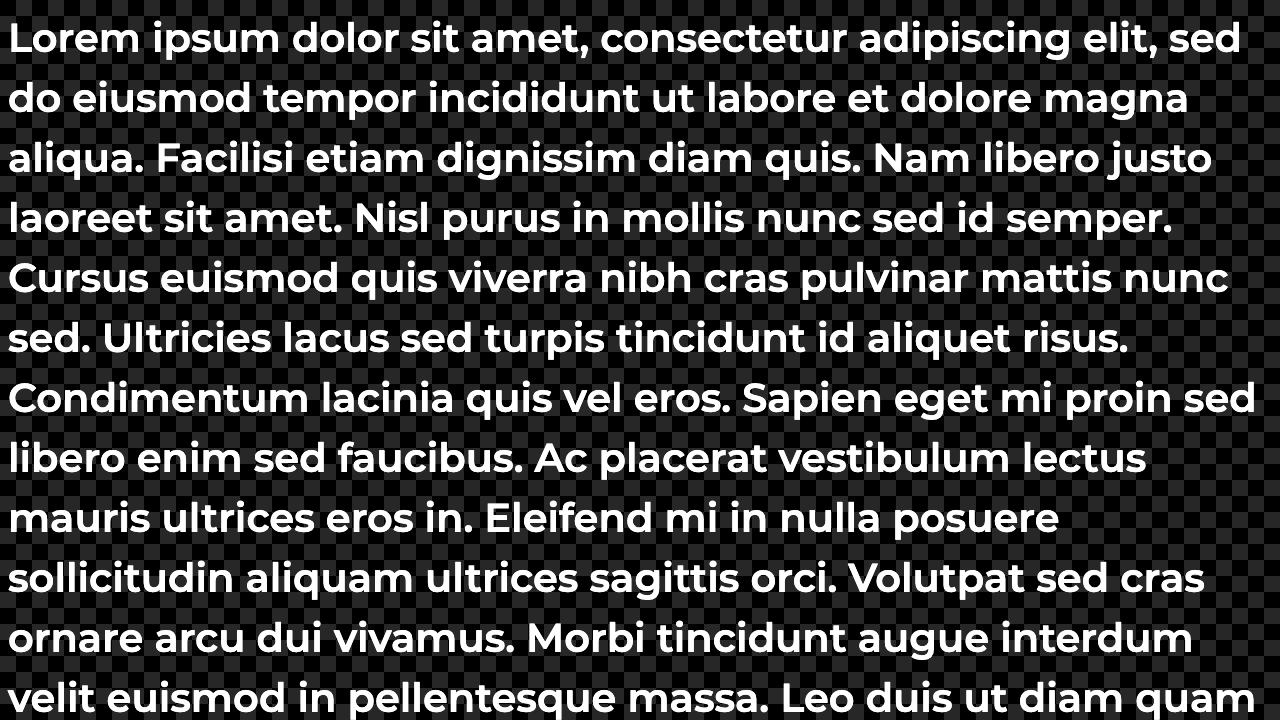 Lorem ipsum dolor sit amet, consectetur adipiscing elit, sed
do eiusmod tempor incididunt ut labore et dolore magna
aliqua. Facilisi etiam dignissim diam quis. Nam libero justo
laoreet sit amet. Nisl purus in mollis nunc sed id semper.
Cursus euismod quis viverra nibh cras pulvinar mattis nunc
sed. Ultricies lacus sed turpis tincidunt id aliquet risus.
Condimentum lacinia quis vel eros. Sapien eget mi proin sed
libero enim sed faucibus. Ac placerat vestibulum lectus
mauris ultrices eros in. Eleifend mi in nulla posuere
sollicitudin aliquam ultrices sagittis orci. Volutpat sed cras
ornare arcu dui vivamus. Morbi tincidunt augue interdum
velit euismod in pellentesque massa. Leo duis ut diam quam